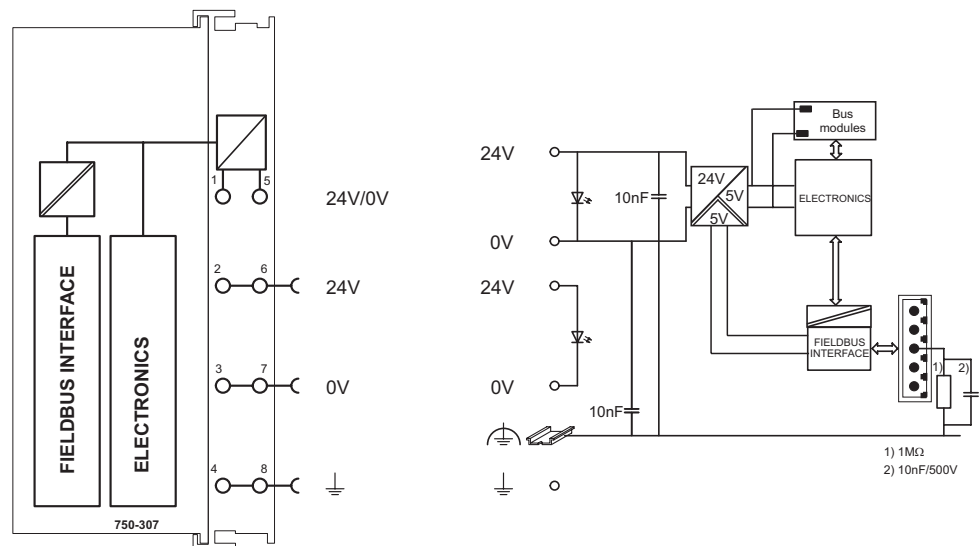 1
5
24V/0V
2
6
24V
3
7
0V
4
8
FIELDBUS INTERFACE
ELECTRONICS
750-307
24V
0V
24V
0V
10nF
10nF
24V
5V
5V
Bus
modules
ELECTRONICS
FIELDBUS
INTERFACE
1)
2)
1) 1MΩ
2) 10nF/500V